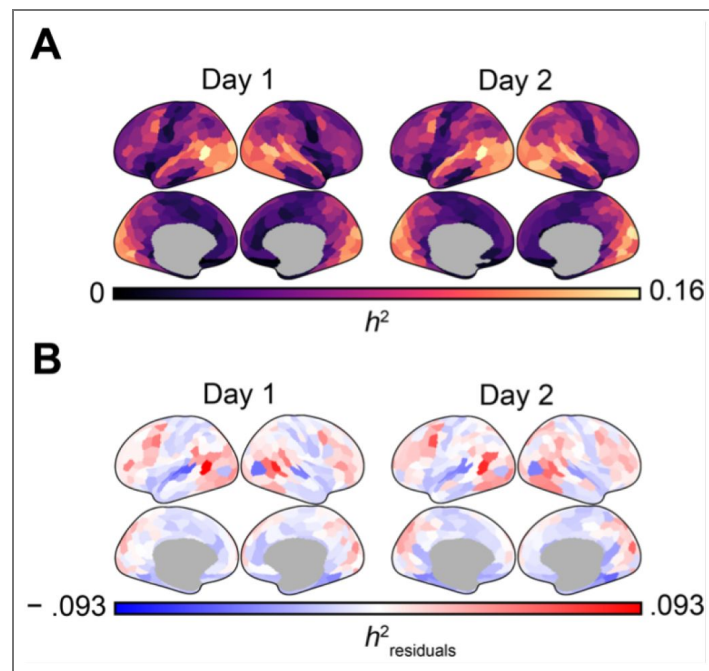 A
Day 1 Day 2
0 0.16
h²
B
Day 1 Day 2
− .093 .093
h²residuals